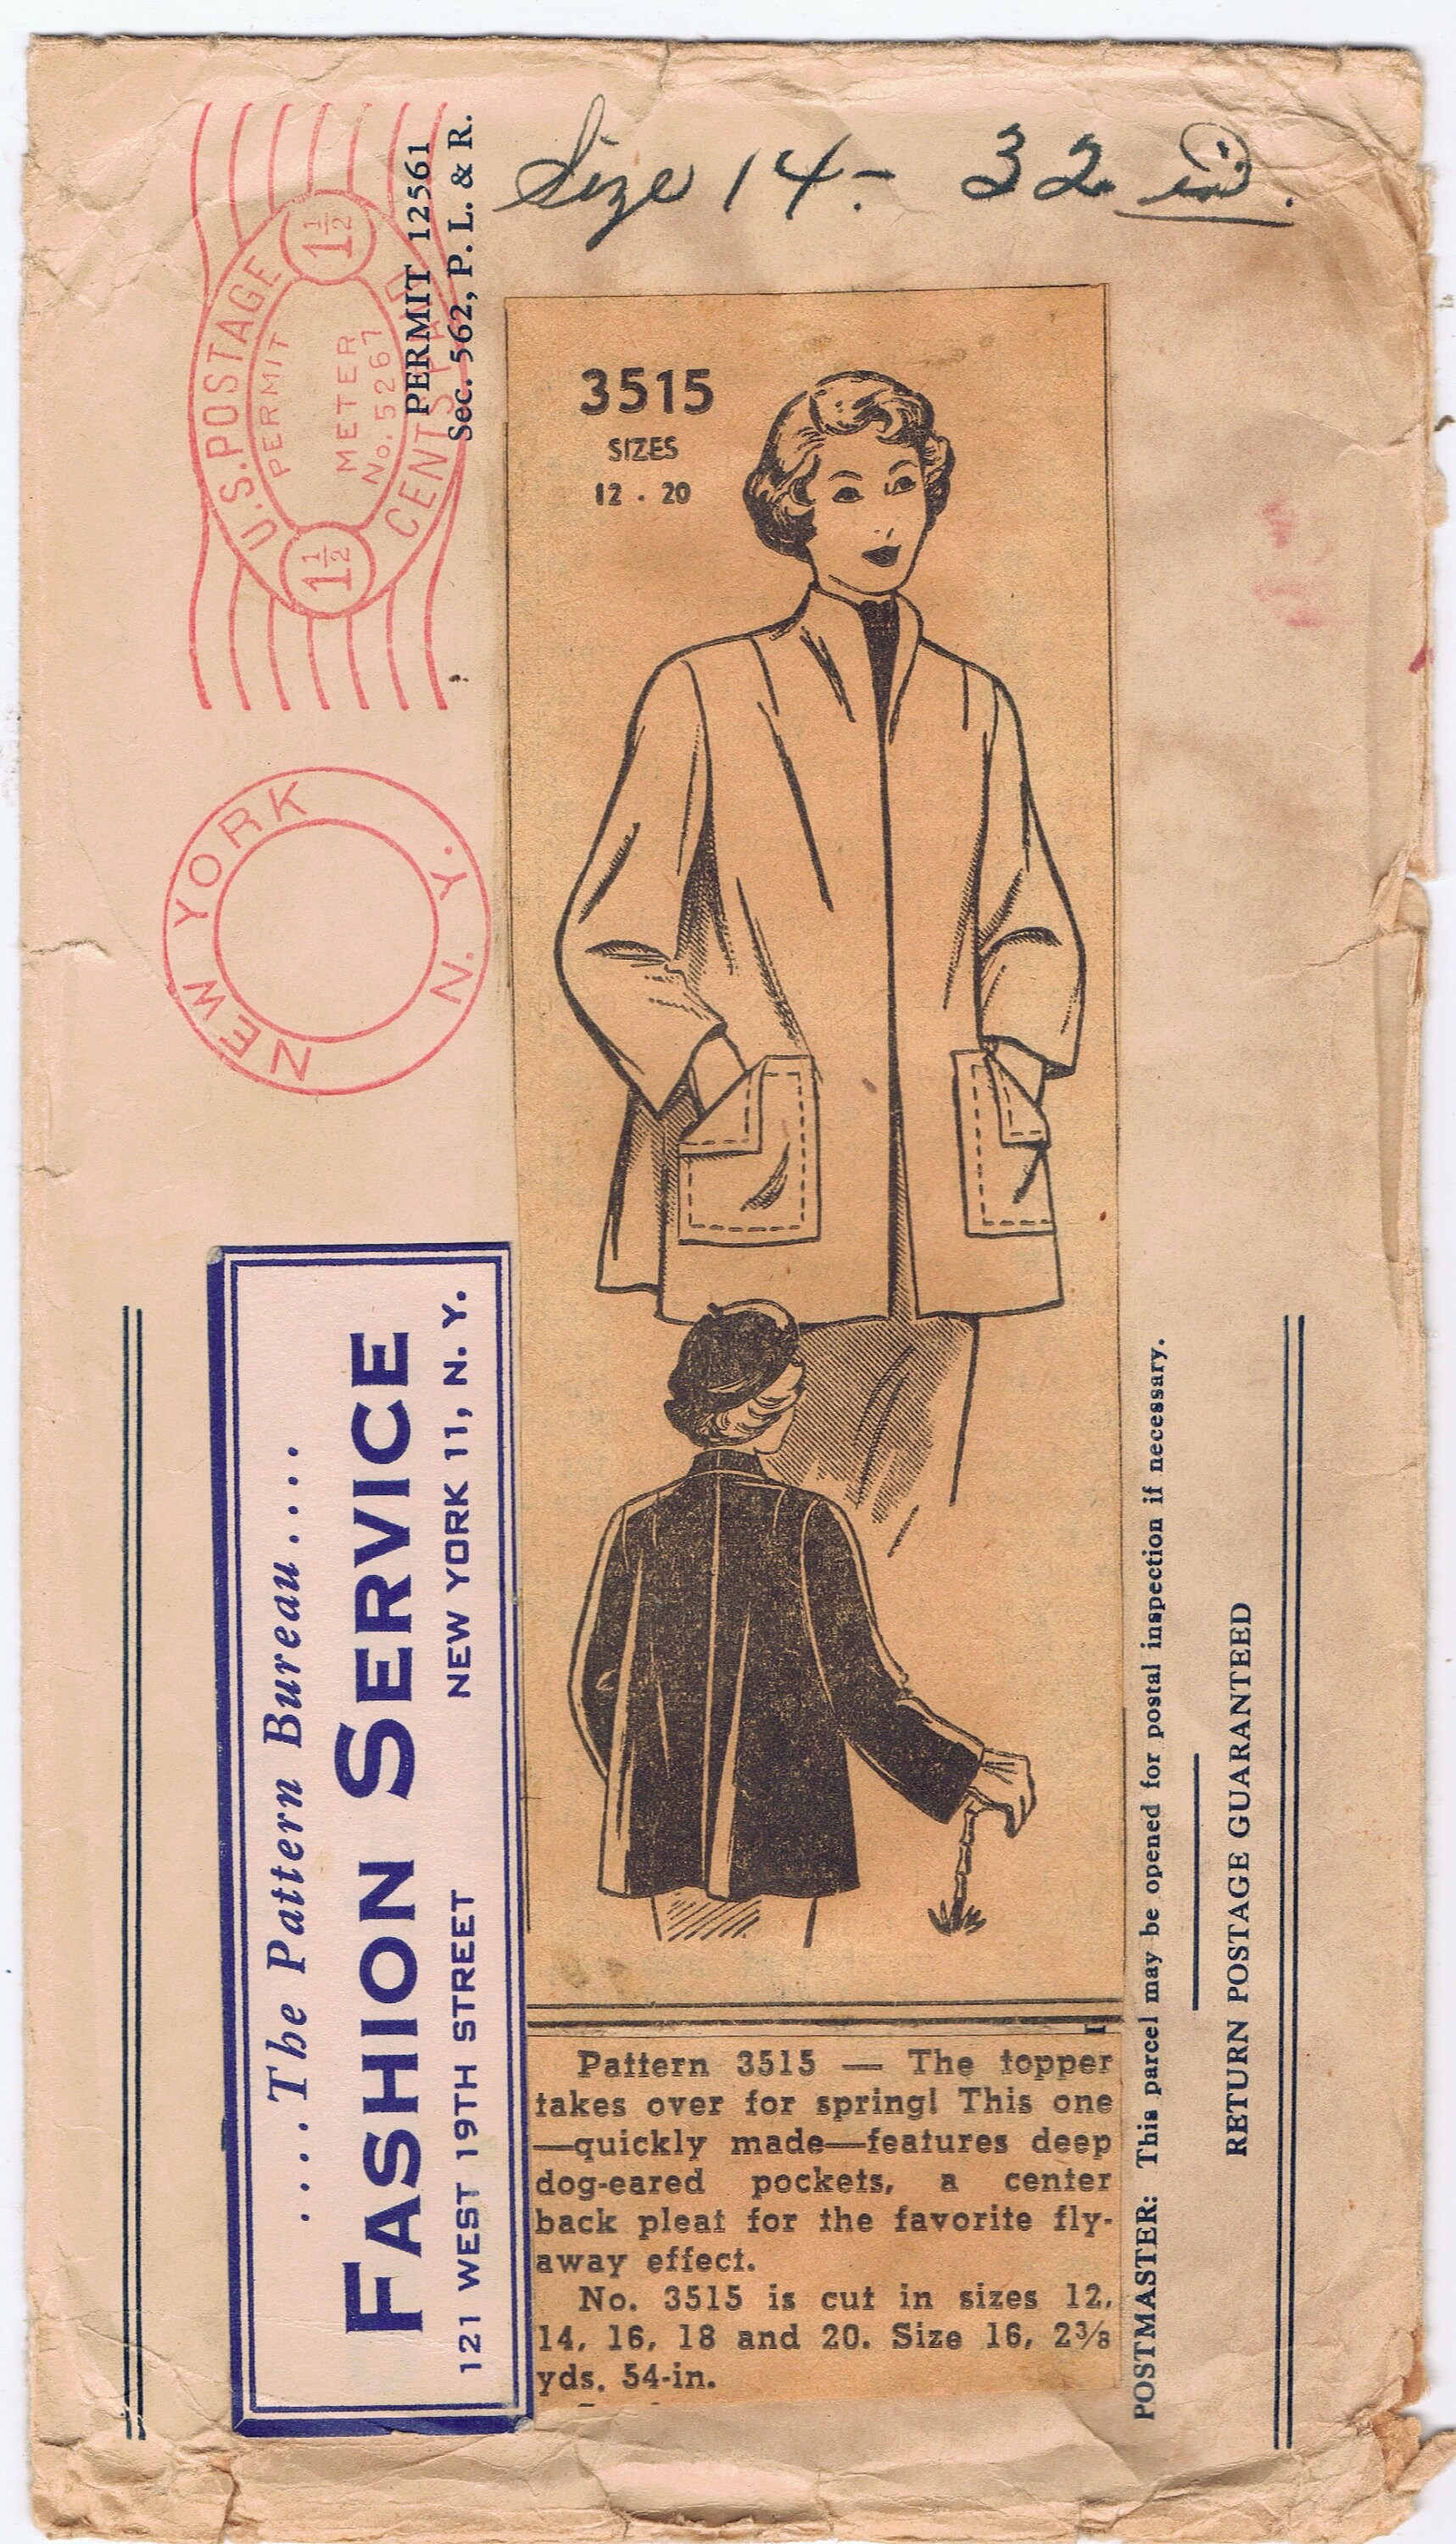 Size 14 - 32 in.
U.S. POSTAGE
1½
PERMIT
METER
No. 5261
CENTS
1½
PERMIT 12561
Sec. 562, P. L. & R.
NEW YORK
N. Y.
3515
SIZES
12 . 20
....The Pattern Bureau....
FASHION SERVICE
121 WEST 19TH STREET NEW YORK 11, N. Y.
Pattern 3515 — The topper
takes over for spring! This one
—quickly made—features deep
dog-eared pockets, a center
back pleat for the favorite fly-
away effect.
No. 3515 is cut in sizes 12,
14, 16, 18 and 20. Size 16, 2⅜
yds. 54-in.
POSTMASTER: This parcel may be opened for postal inspection if necessary.
RETURN POSTAGE GUARANTEED